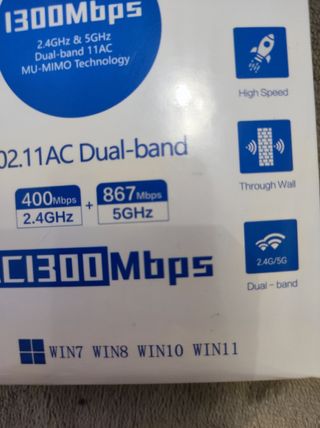 1300Mbps
2.4GHz & 5GHz
Dual-band 11AC
MU-MIMO Technology
High Speed
02.11AC Dual-band
Through Wall
400Mbps + 867Mbps
2.4GHz 5GHz
2.4G/5G
Dual-band
C1300Mbps
WIN7 WIN8 WIN10 WIN11